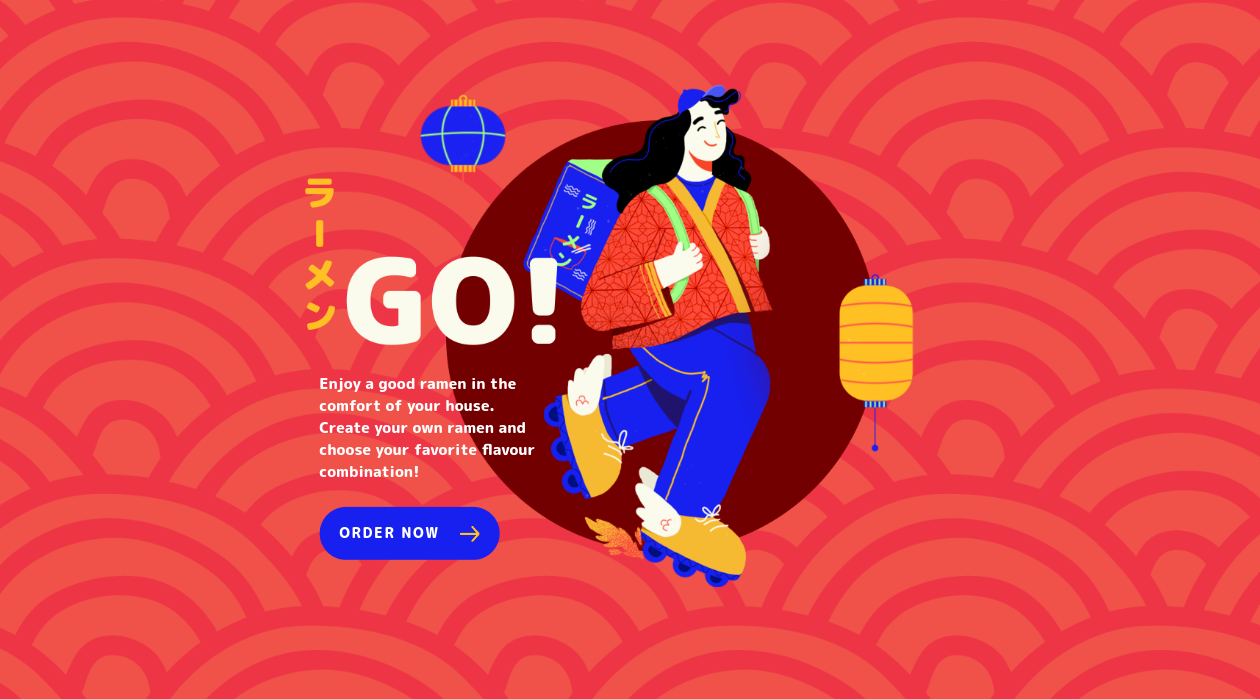 ラーメン
GO!
ラーメン
Enjoy a good ramen in the
comfort of your house.
Create your own ramen and
choose your favorite flavour
combination!
ORDER NOW